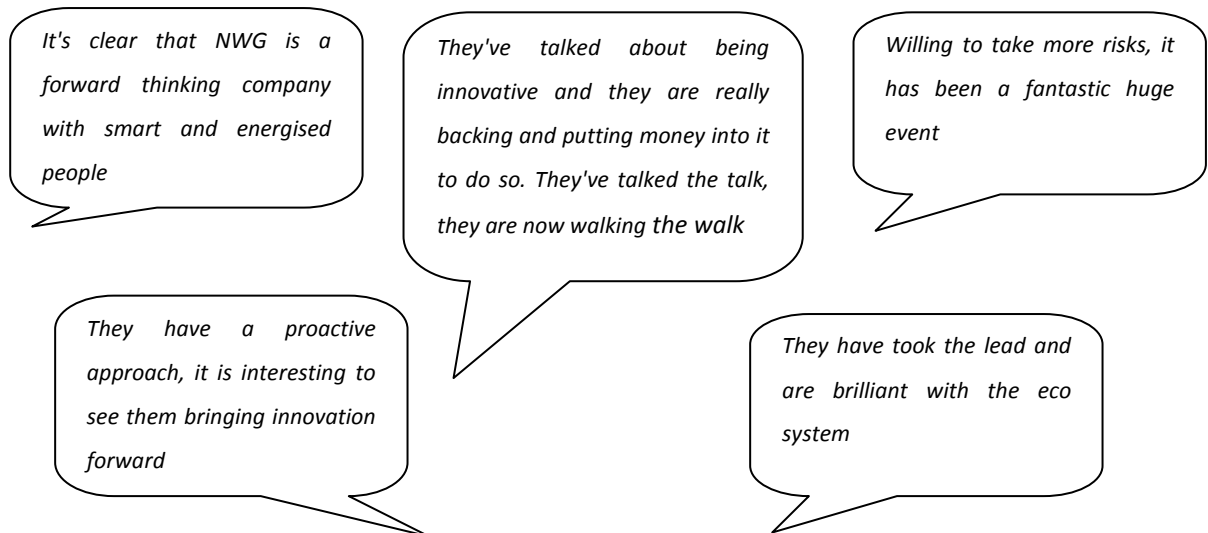 It's clear that NWG is a
forward thinking company
with smart and energised
people
They've talked about being
innovative and they are really
backing and putting money into it
to do so. They've talked the talk,
they are now walking the walk
Willing to take more risks, it
has been a fantastic huge
event
They have a proactive
approach, it is interesting to
see them bringing innovation
forward
They have took the lead and
are brilliant with the eco
system